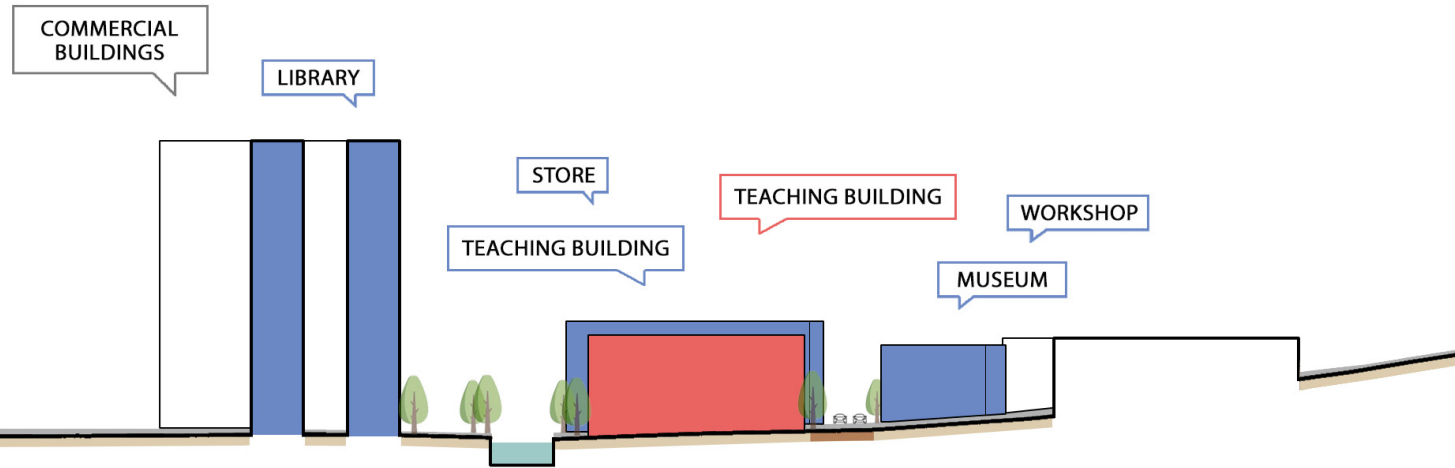 COMMERCIAL
BUILDINGS
LIBRARY
STORE
TEACHING BUILDING
TEACHING BUILDING
WORKSHOP
MUSEUM